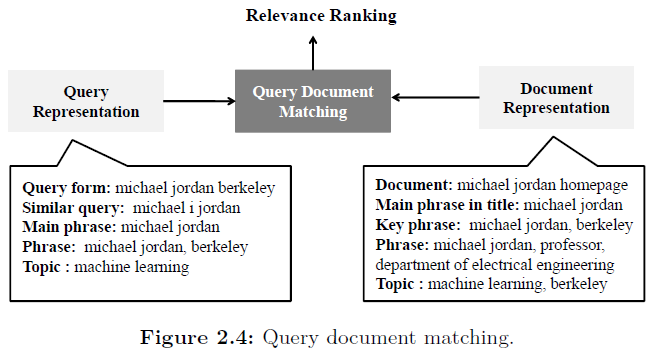 Relevance Ranking
Query
Representation
Query Document
Matching
Document
Representation
Query form: michael jordan berkeley
Similar query: michael i jordan
Main phrase: michael jordan
Phrase: michael jordan, berkeley
Topic : machine learning
Document: michael jordan homepage
Main phrase in title: michael jordan
Key phrase: michael jordan, berkeley
Phrase: michael jordan, professor,
department of electrical engineering
Topic : machine learning, berkeley
Figure 2.4: Query document matching.